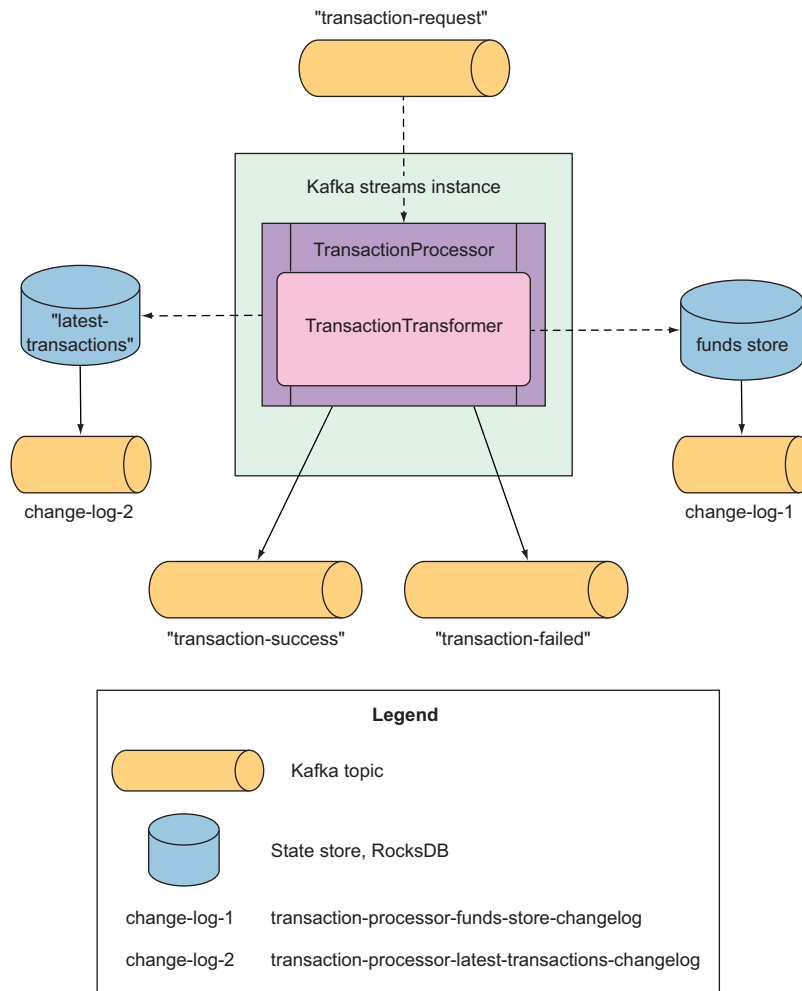 "transaction-request"
Kafka streams instance
TransactionProcessor
TransactionTransformer
"latest-
transactions"
funds store
change-log-2
change-log-1
"transaction-success"
"transaction-failed"
Legend
Kafka topic
State store, RocksDB
change-log-1 transaction-processor-funds-store-changelog
change-log-2 transaction-processor-latest-transactions-changelog